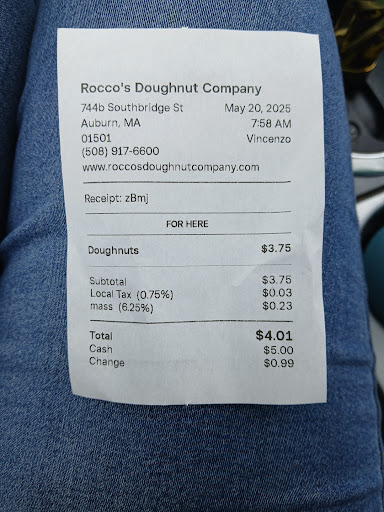 Rocco's Doughnut Company
744b Southbridge St May 20, 2025
Auburn, MA 7:58 AM
01501 Vincenzo
(508) 917-6600
www.roccosdoughnutcompany.com
Receipt: zBmj
FOR HERE
Doughnuts $3.75
Subtotal $3.75
Local Tax (0.75%) $0.03
mass (6.25%) $0.23
Total $4.01
Cash $5.00
Change $0.99